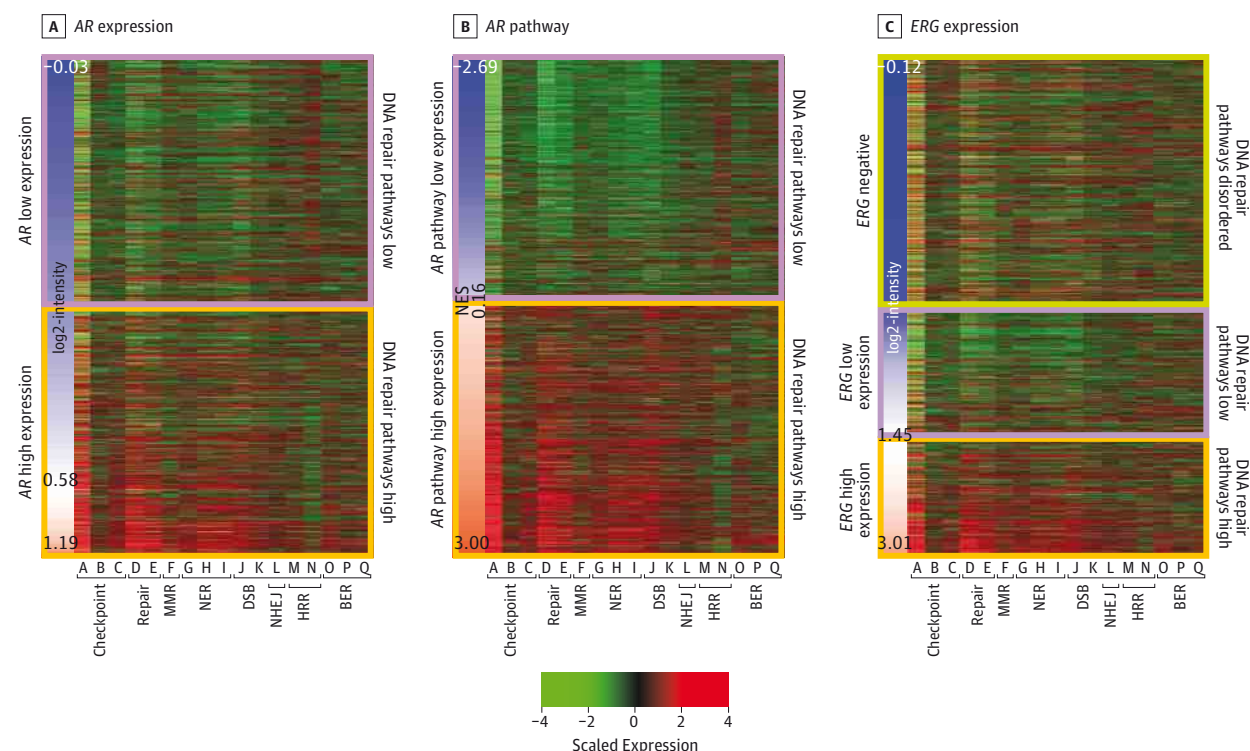 A AR expression
B AR pathway
C ERG expression
−0.03
AR low expression
log2-intensity
AR high expression
0.58
1.19
DNA repair pathways low
DNA repair pathways high
A B C D E F G H I J K L M N O P Q
Checkpoint
Repair
MMR
NER
DSB
NHEJ
HRR
BER
−2.69
AR pathway low expression
NES
0.16
AR pathway high expression
3.00
DNA repair pathways low
DNA repair pathways high
A B C D E F G H I J K L M N O P Q
Checkpoint
Repair
MMR
NER
DSB
NHEJ
HRR
BER
−0.12
ERG negative
log2-intensity
ERG low
expression
1.45
ERG high
expression
3.01
DNA repair
pathways disordered
DNA repair
pathways low
DNA repair
pathways high
A B C D E F G H I J K L M N O P Q
Checkpoint
Repair
MMR
NER
DSB
NHEJ
HRR
BER
−4 −2 0 2 4
Scaled Expression